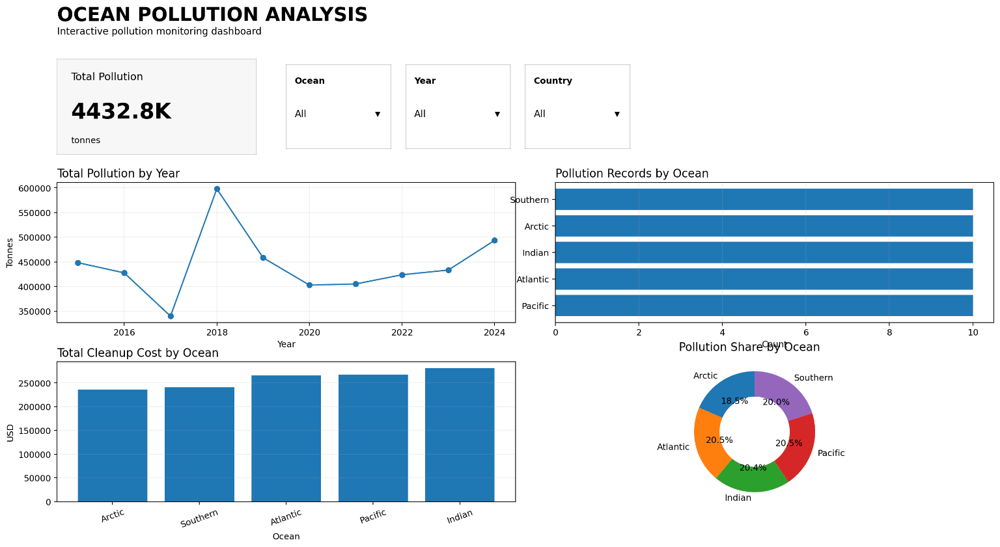 OCEAN POLLUTION ANALYSIS
Interactive pollution monitoring dashboard
Total Pollution
4432.8K
tonnes
Ocean
All ▼
Year
All ▼
Country
All ▼
Total Pollution by Year
600000
550000
500000
450000
400000
350000
Tonnes
2016 2018 2020 2022 2024
Year
Pollution Records by Ocean
Southern
Arctic
Indian
Atlantic
Pacific
0 2 4 6 8 10
Count
Total Cleanup Cost by Ocean
250000
200000
150000
100000
50000
0
USD
Arctic Southern Atlantic Pacific Indian
Ocean
Pollution Share by Ocean
Arctic
18.5%
Southern
20.0%
Atlantic
20.5%
Pacific
20.5%
Indian
20.4%